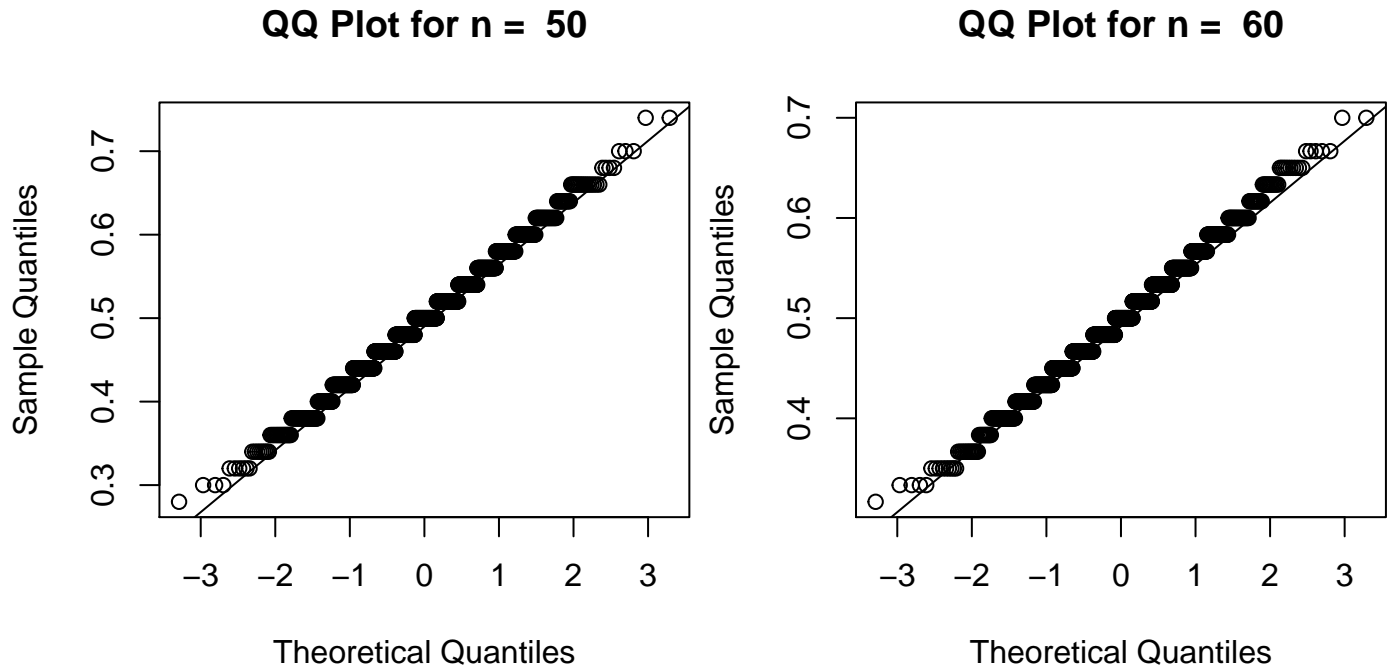 QQ Plot for n =  50
Sample Quantiles
0.7
0.6
0.5
0.4
0.3
−3 −2 −1 0 1 2 3
Theoretical Quantiles
QQ Plot for n =  60
Sample Quantiles
0.7
0.6
0.5
0.4
−3 −2 −1 0 1 2 3
Theoretical Quantiles